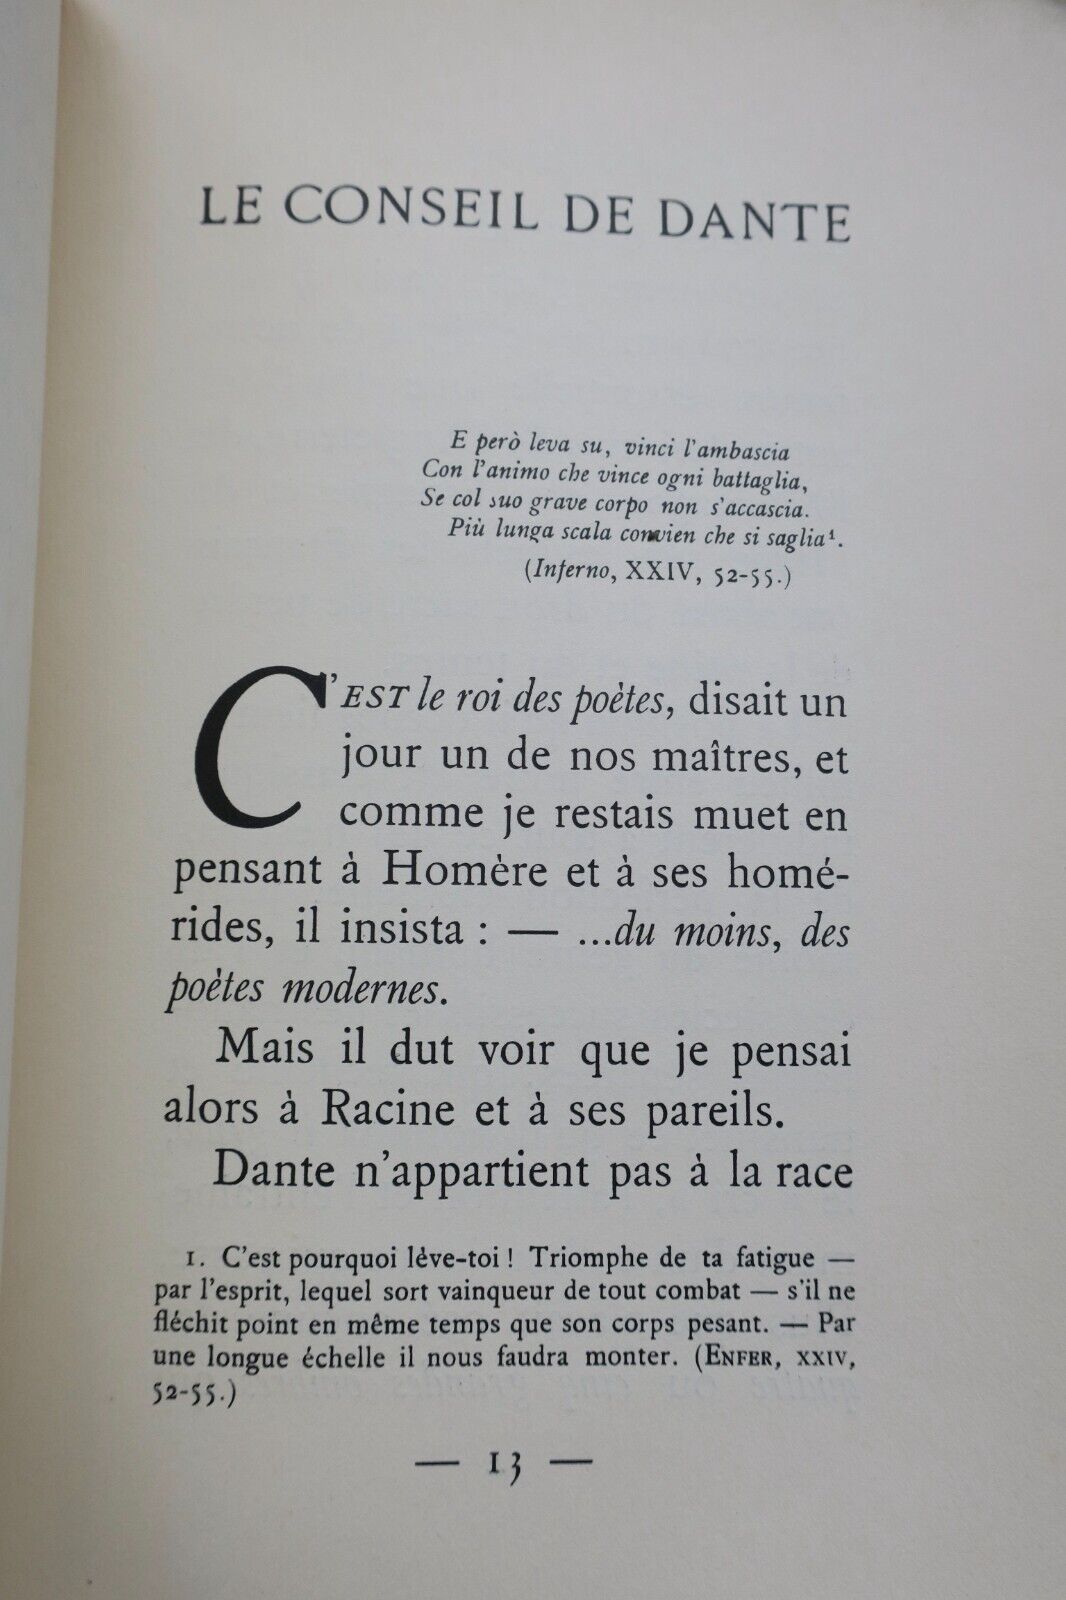 LE CONSEIL DE DANTE
E però leva su, vinci l'ambascia
Con l'animo che vince ogni battaglia,
Se col suo grave corpo non s'accascia.
Più lunga scala convien che si saglia¹.
(Inferno, XXIV, 52-55.)
C'EST le roi des poètes, disait un
jour un de nos maîtres, et
comme je restais muet en
pensant à Homère et à ses homé-
rides, il insista : — ...du moins, des
poètes modernes.
Mais il dut voir que je pensai
alors à Racine et à ses pareils.
Dante n'appartient pas à la race
1. C'est pourquoi léve-toi ! Triomphe de ta fatigue —
par l'esprit, lequel sort vainqueur de tout combat — s'il ne
fléchit point en même temps que son corps pesant. — Par
une longue échelle il nous faudra monter. (ENFER, XXIV,
52-55.)
— 13 —